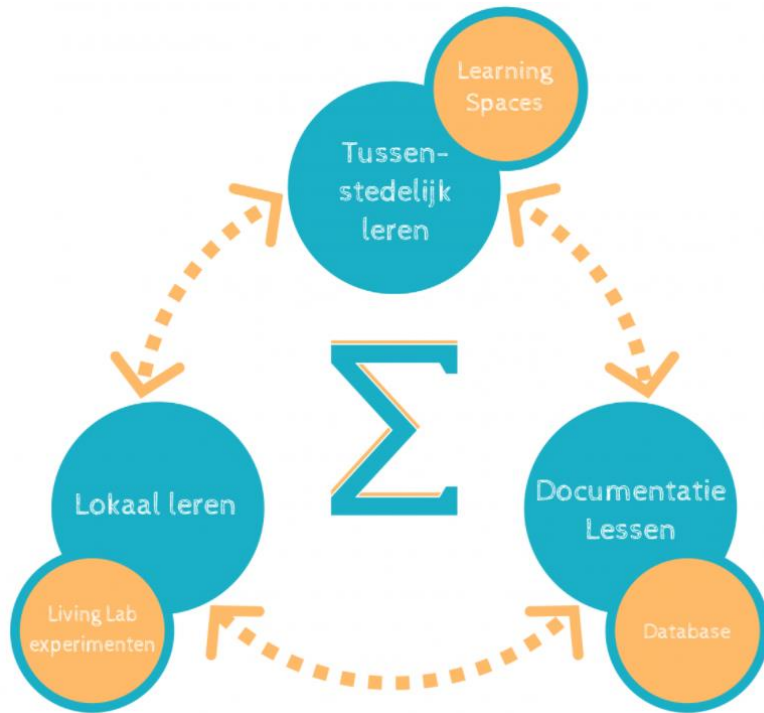 Learning
Spaces
Tussen-
stedelijk
leren
Σ
Lokaal leren
Living Lab
experimenten
Documentatie
Lessen
Database